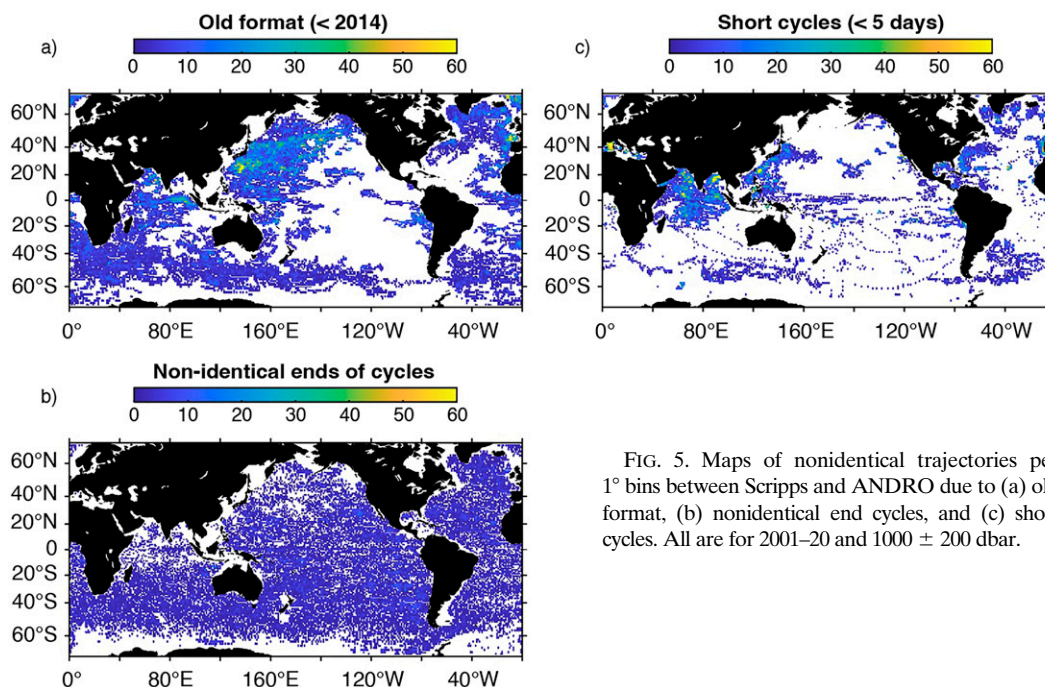 Old format (< 2014)
a)
0 10 20 30 40 50 60
60°N
40°N
20°N
0
20°S
40°S
60°S
0° 80°E 160°E 120°W 40°W
Short cycles (< 5 days)
c)
0 10 20 30 40 50 60
60°N
40°N
20°N
0
20°S
40°S
60°S
0° 80°E 160°E 120°W 40°W
Non-identical ends of cycles
b)
0 10 20 30 40 50 60
60°N
40°N
20°N
0
20°S
40°S
60°S
0° 80°E 160°E 120°W 40°W
FIG. 5. Maps of nonidentical trajectories pe
1° bins between Scripps and ANDRO due to (a) ol
format, (b) nonidentical end cycles, and (c) shor
cycles. All are for 2001–20 and 1000 ± 200 dbar.